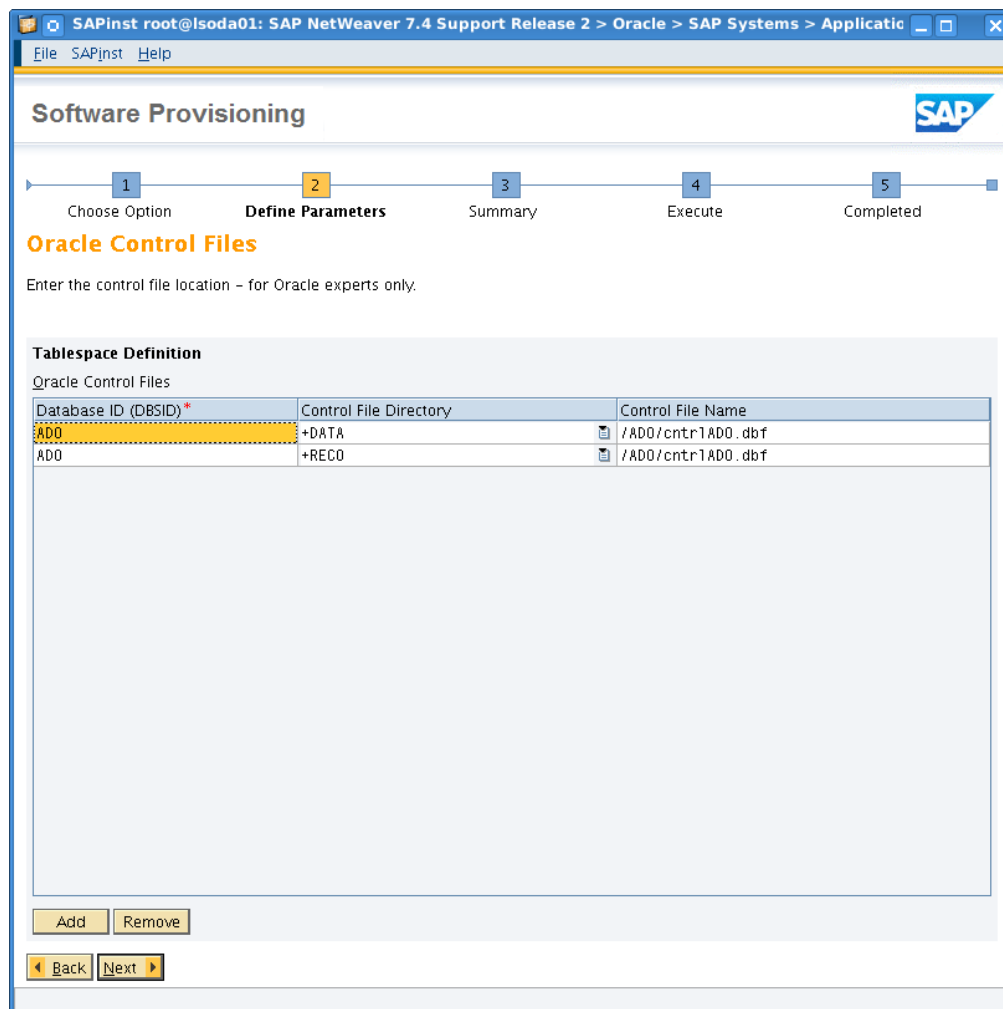 SAPinst root@lsoda01: SAP NetWeaver 7.4 Support Release 2 > Oracle > SAP Systems > Applicatio
File SAPinst Help
Software Provisioning
SAP
1 2 3 4 5
Choose Option Define Parameters Summary Execute Completed
Oracle Control Files
Enter the control file location – for Oracle experts only.
Tablespace Definition
Oracle Control Files
Database ID (DBSID)* Control File Directory Control File Name
ADO +DATA /ADO/cntrlADO.dbf
ADO +RECO /ADO/cntrlADO.dbf
Add Remove
Back Next